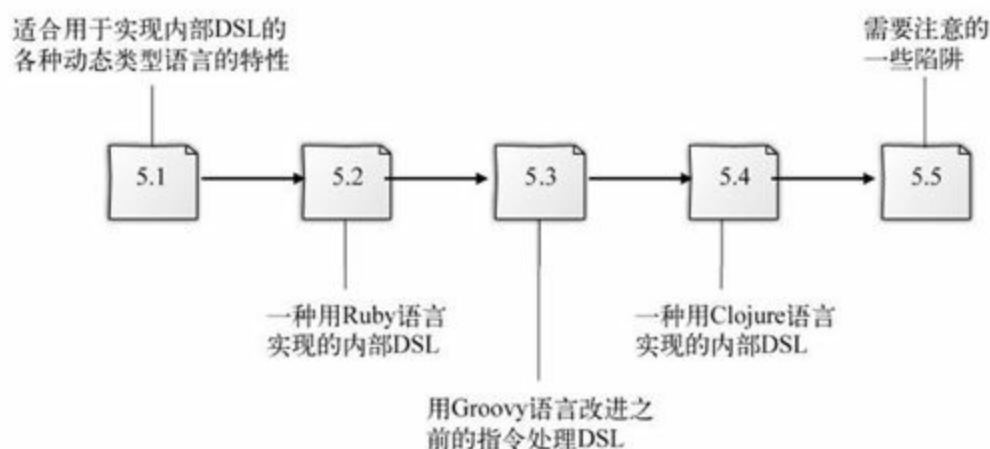 适合用于实现内部DSL的
各种动态类型语言的特性
需要注意的
一些陷阱
5.1
5.2
5.3
5.4
5.5
一种用Ruby语言
实现的内部DSL
一种用Clojure语言
实现的内部DSL
用Groovy语言改进之
前的指令处理DSL